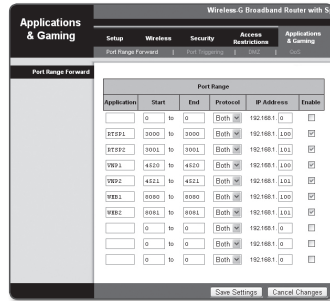 Wireless-G Broadband Router with S
Applications & Gaming
Setup Wireless Security Access Restrictions Applications & Gaming
Port Range Forward | Port Triggering | DMZ | QoS
Port Range Forward
Port Range
Application Start End Protocol IP Address Enable
0 to 0 Both 192.168.1. 0
RTSP1 3000 to 3000 Both 192.168.1. 100
RTSP2 3001 to 3001 Both 192.168.1. 101
VNP1 4520 to 4520 Both 192.168.1. 100
VNP2 4521 to 4521 Both 192.168.1. 101
WEB1 8080 to 8080 Both 192.168.1. 100
WEB2 8081 to 8081 Both 192.168.1. 101
0 to 0 Both 192.168.1. 0
0 to 0 Both 192.168.1. 0
0 to 0 Both 192.168.1. 0
Save Settings Cancel Changes